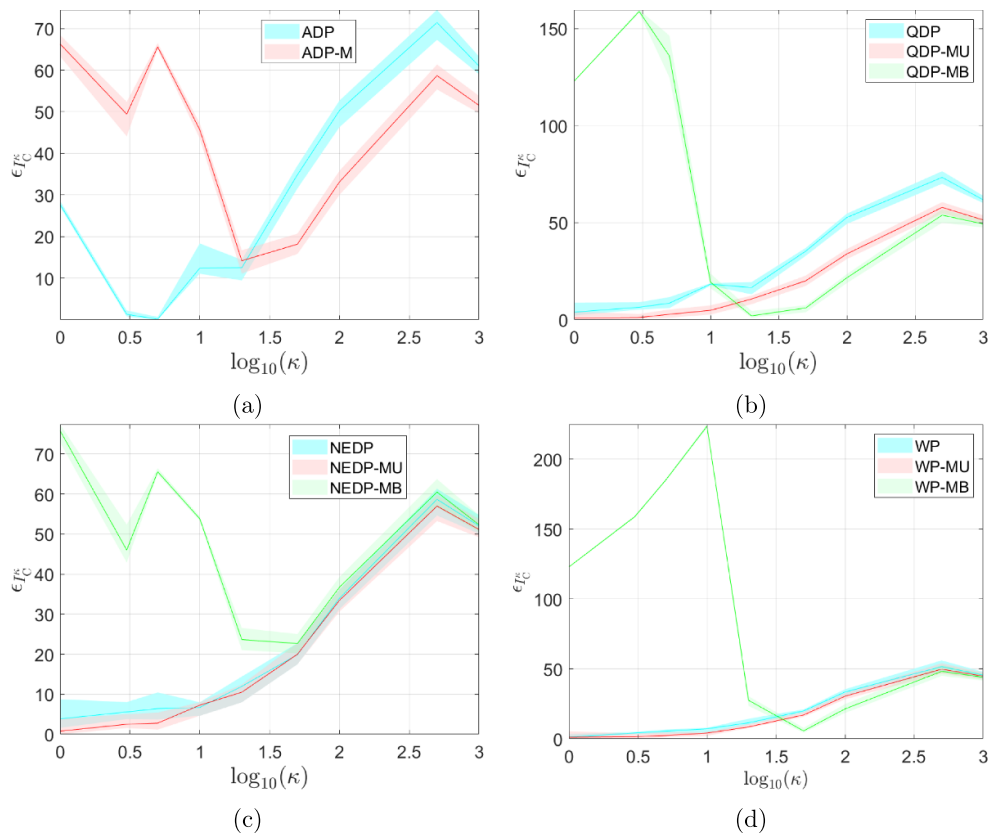 70
60
50
40
30
20
10
0
0.5
1
1.5
2
2.5
3
ϵ_{I_C^κ}
log₁₀(κ)
ADP
ADP-M
(a)
150
100
50
0
0
0.5
1
1.5
2
2.5
3
ϵ_{I_C^κ}
log₁₀(κ)
QDP
QDP-MU
QDP-MB
(b)
70
60
50
40
30
20
10
0
0
0.5
1
1.5
2
2.5
3
ϵ_{I_C^κ}
log₁₀(κ)
NEDP
NEDP-MU
NEDP-MB
(c)
200
150
100
50
0
0
0.5
1
1.5
2
2.5
3
ϵ_{I_C^κ}
log₁₀(κ)
WP
WP-MU
WP-MB
(d)